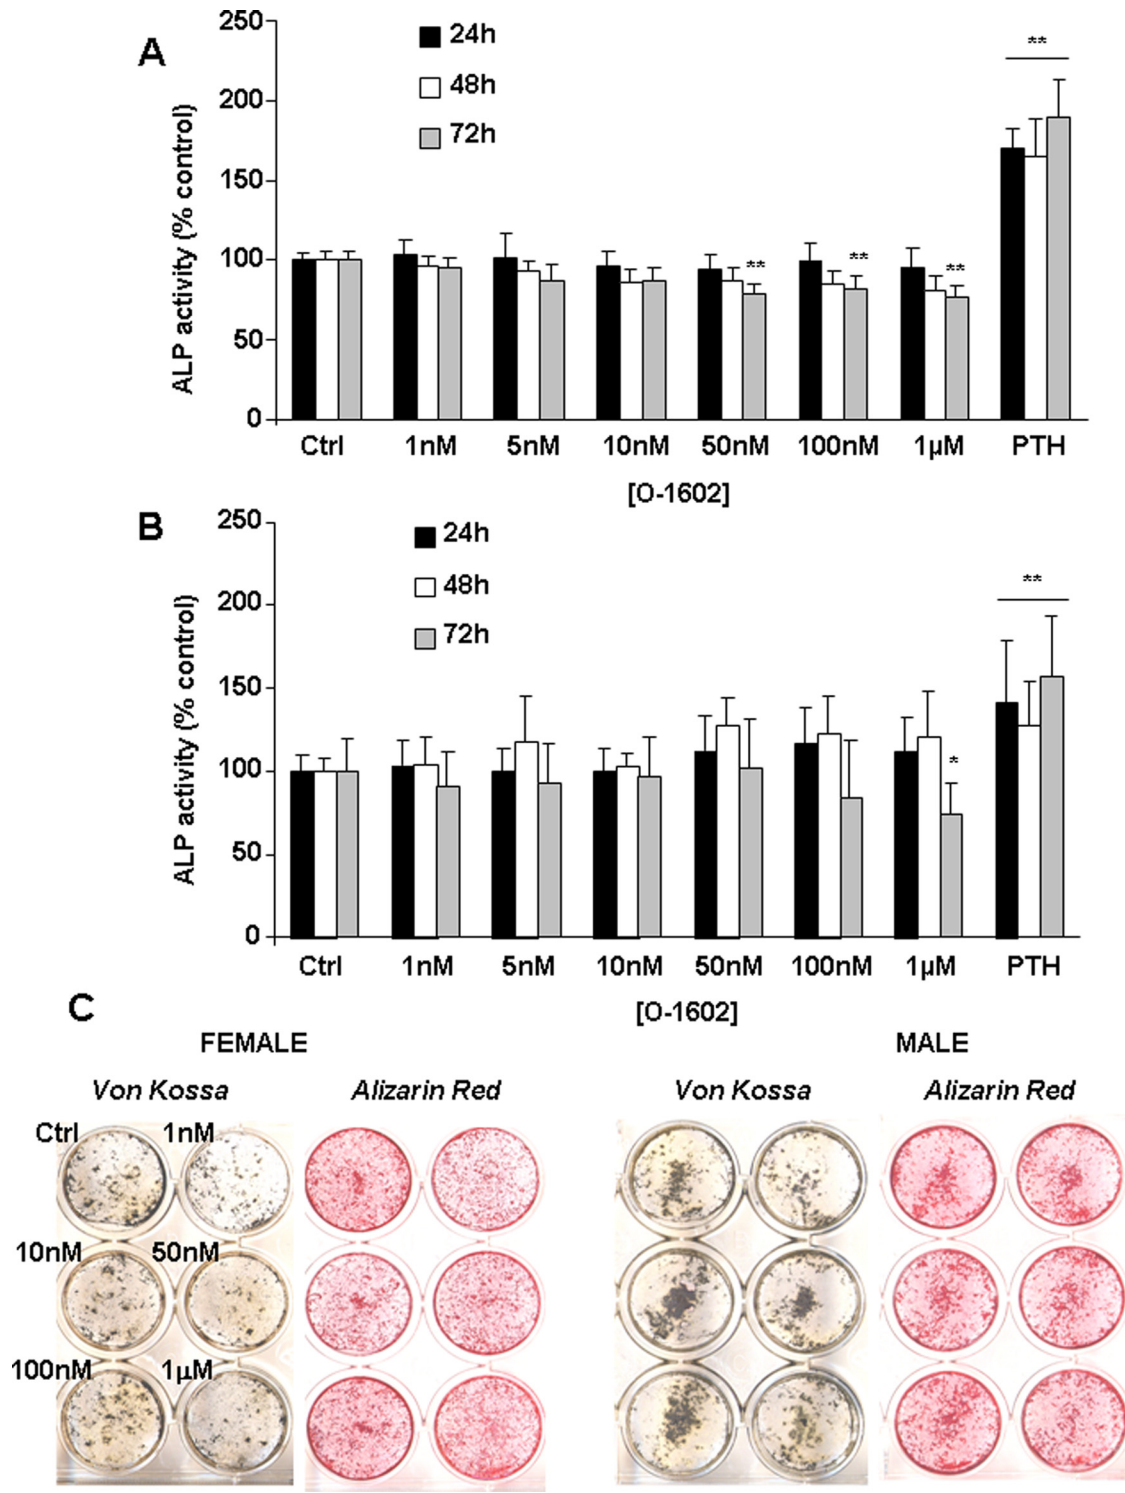 A
250
200
150
100
50
0
ALP activity (% control)
24h
48h
72h
**
**
**
**
Ctrl 1nM 5nM 10nM 50nM 100nM 1µM PTH
[O-1602]
B
250
200
150
100
50
0
ALP activity (% control)
24h
48h
72h
*
**
Ctrl 1nM 5nM 10nM 50nM 100nM 1µM PTH
[O-1602]
C
FEMALE MALE
Von Kossa Alizarin Red Von Kossa Alizarin Red
Ctrl 1nM
10nM 50nM
100nM 1µM